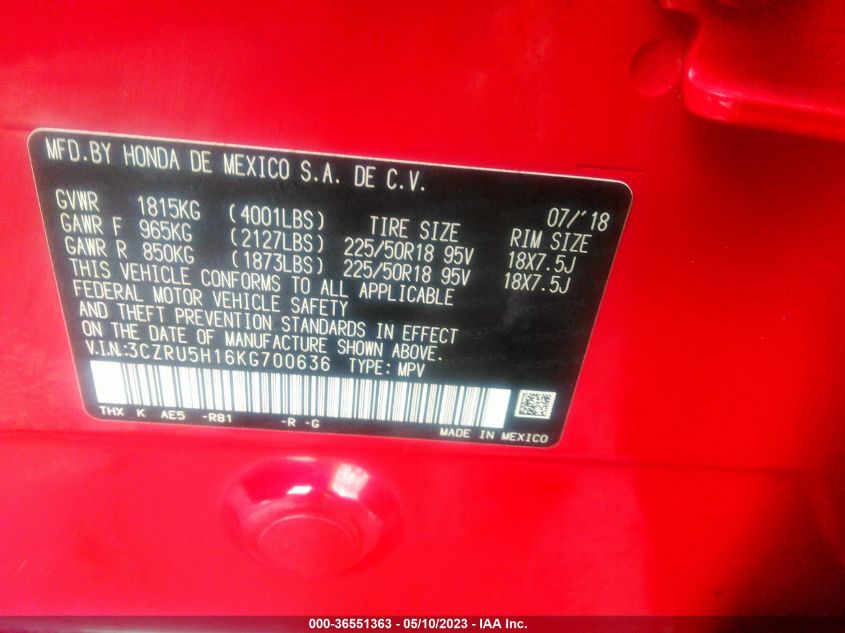 MFD.BY HONDA DE MEXICO S.A. DE C.V.
07/'18
GVWR 1815KG (4001LBS) TIRE SIZE RIM SIZE
GAWR F 965KG (2127LBS) 225/50R18 95V 18X7.5J
GAWR R 850KG (1873LBS) 225/50R18 95V 18X7.5J
THIS VEHICLE CONFORMS TO ALL APPLICABLE
FEDERAL MOTOR VEHICLE SAFETY
AND THEFT PREVENTION STANDARDS IN EFFECT
ON THE DATE OF MANUFACTURE SHOWN ABOVE.
V.I.N:3CZRU5H16KG700636 TYPE: MPV
THX K AE5 -R81 -R -G
MADE IN MEXICO
000-36551363 - 05/10/2023 - IAA Inc.